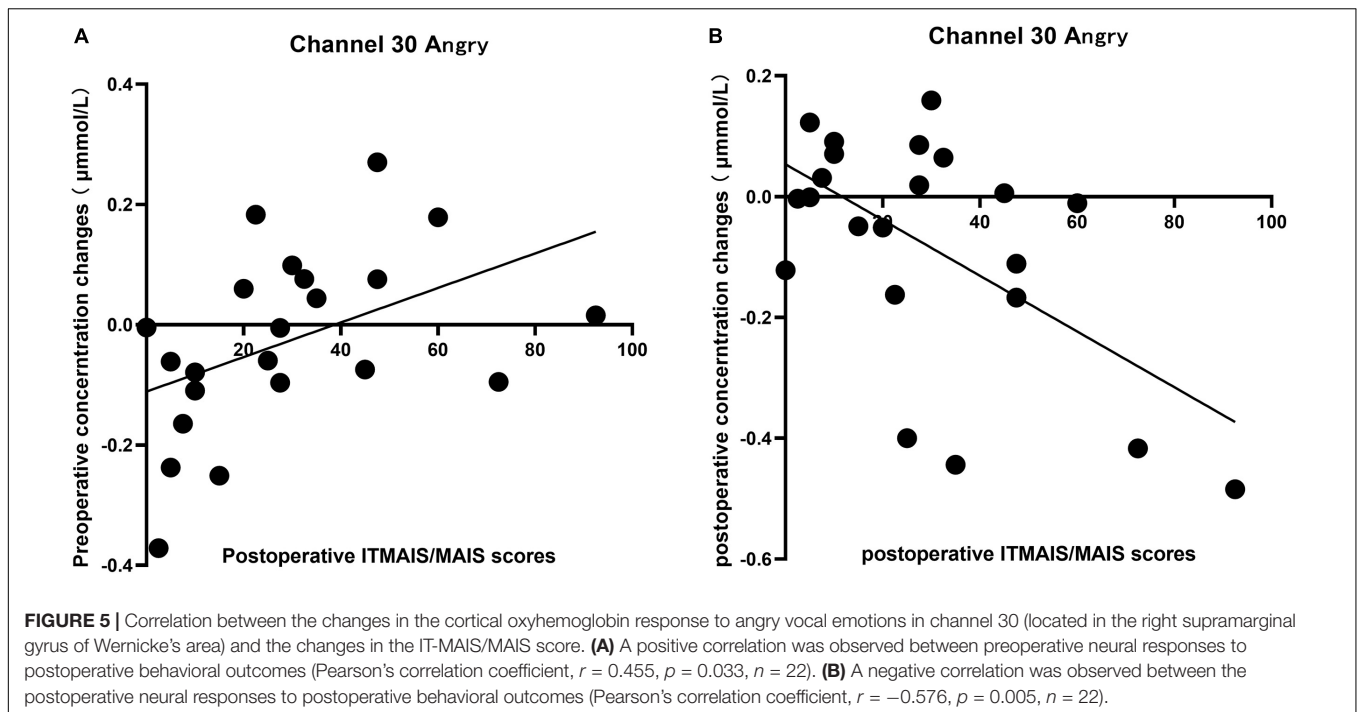 A
Channel 30 Angry
Preoperative concerntration changes ( μmmol/L)
0.4
0.2
0.0
-0.2
-0.4
20
40
60
80
100
Postoperative ITMAIS/MAIS scores
B
Channel 30 Angry
postoperative concerntration changes ( μmmol/L)
0.2
0.0
-0.2
-0.4
-0.6
20
40
60
80
100
postoperative ITMAIS/MAIS scores
FIGURE 5 | Correlation between the changes in the cortical oxyhemoglobin response to angry vocal emotions in channel 30 (located in the right supramarginal
gyrus of Wernicke's area) and the changes in the IT-MAIS/MAIS score. (A) A positive correlation was observed between preoperative neural responses to
postoperative behavioral outcomes (Pearson's correlation coefficient, r = 0.455, p = 0.033, n = 22). (B) A negative correlation was observed between the
postoperative neural responses to postoperative behavioral outcomes (Pearson's correlation coefficient, r = −0.576, p = 0.005, n = 22).